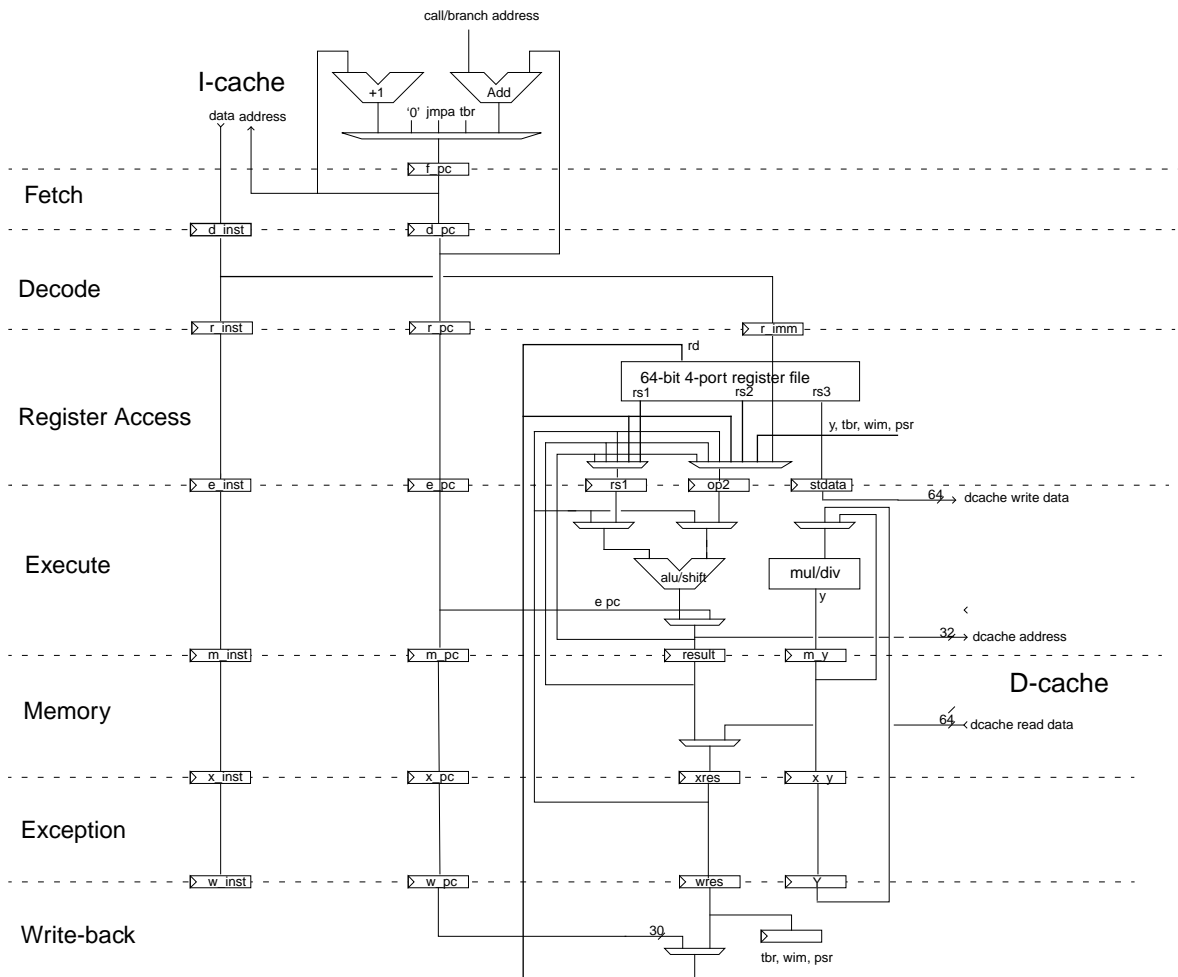 call/branch address
I-cache
+1
Add
data address
‘0’ jmpa tbr
f_pc
Fetch
d_inst
d_pc
Decode
r_inst
r_pc
r_imm
rd
64-bit 4-port register file
rs1
rs2
rs3
Register Access
y, tbr, wim, psr
e_inst
e_pc
rs1
op2
stdata
64
dcache write data
Execute
alu/shift
mul/div
y
e pc
32
dcache address
m_inst
m_pc
result
m_y
D-cache
Memory
64
dcache read data
x_inst
x_pc
xres
x_y
Exception
w_inst
w_pc
wres
Y
Write-back
30
tbr, wim, psr